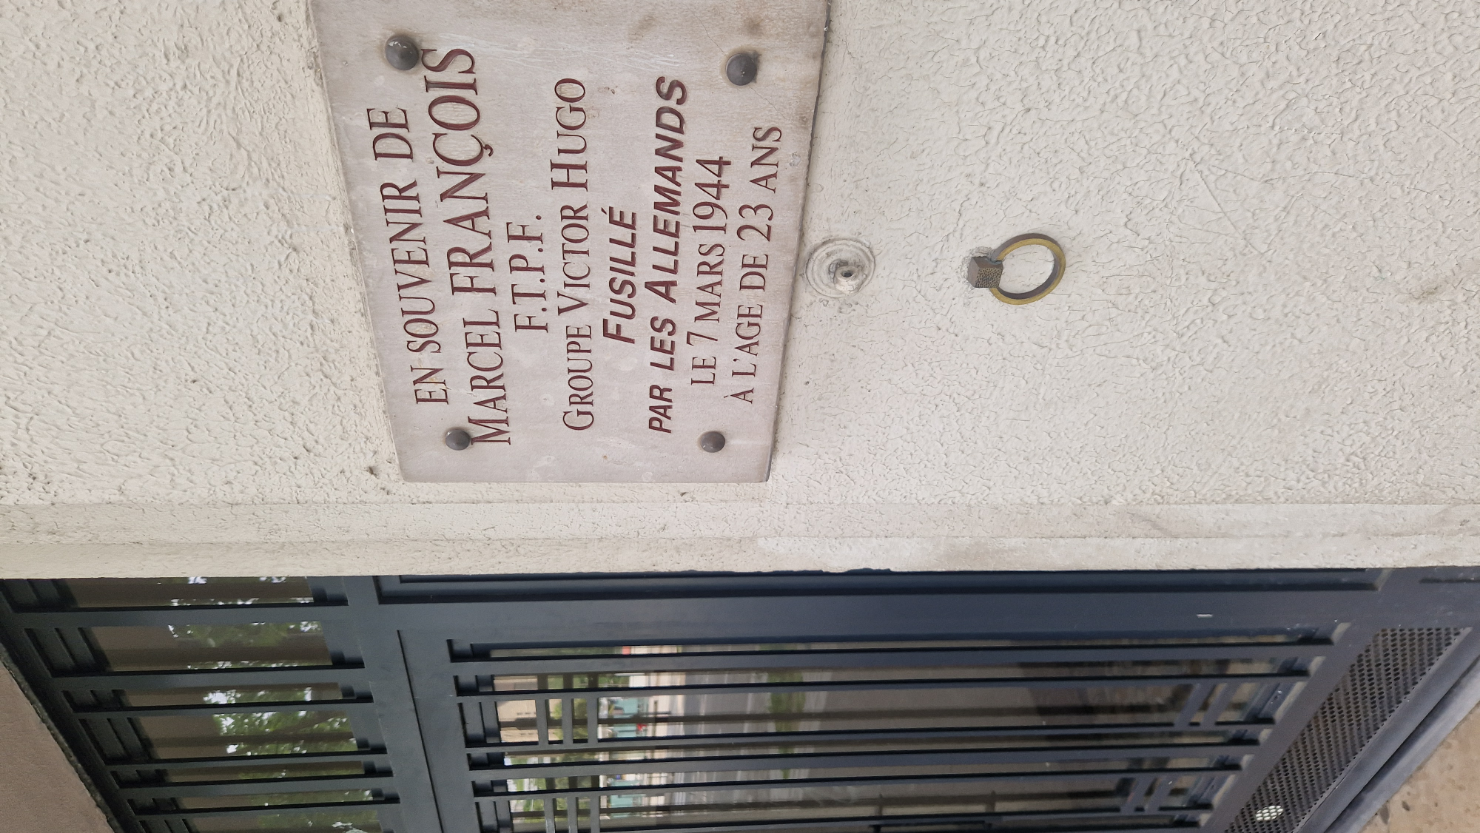 EN SOUVENIR DE
MARCEL FRANÇOIS
F.T.P.F.
GROUPE VICTOR HUGO
FUSILLÉ
PAR LES ALLEMANDS
LE 7 MARS 1944
À L'AGE DE 23 ANS